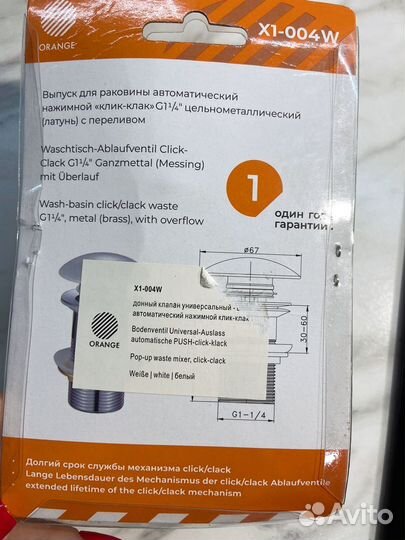 ORANGE
X1-004W
Выпуск для раковины автоматический
нажимной «клик-клак» G1¼" цельнометаллический
(латунь) с переливом
Waschtisch-Ablaufventil Click-
Clack G1¼" Ganzmettal (Messing)
mit Überlauf
Wash-basin click/clack waste
G1¼", metal (brass), with overflow
1
один год
гарантии
ø67
30-60
G1-1/4
X1-004W
донный клапан универсальный -
автоматический нажимной клик-клак
Bodenventil Universal-Auslass
automatische PUSH-click-klack
Pop-up waste mixer, click-clack
Weiße | white | белый
ORANGE
Долгий срок службы механизма click/clack
Lange Lebensdauer des Mechanismus der click/clack Ablaufventile
extended lifetime of the click/clack mechanism
Avito